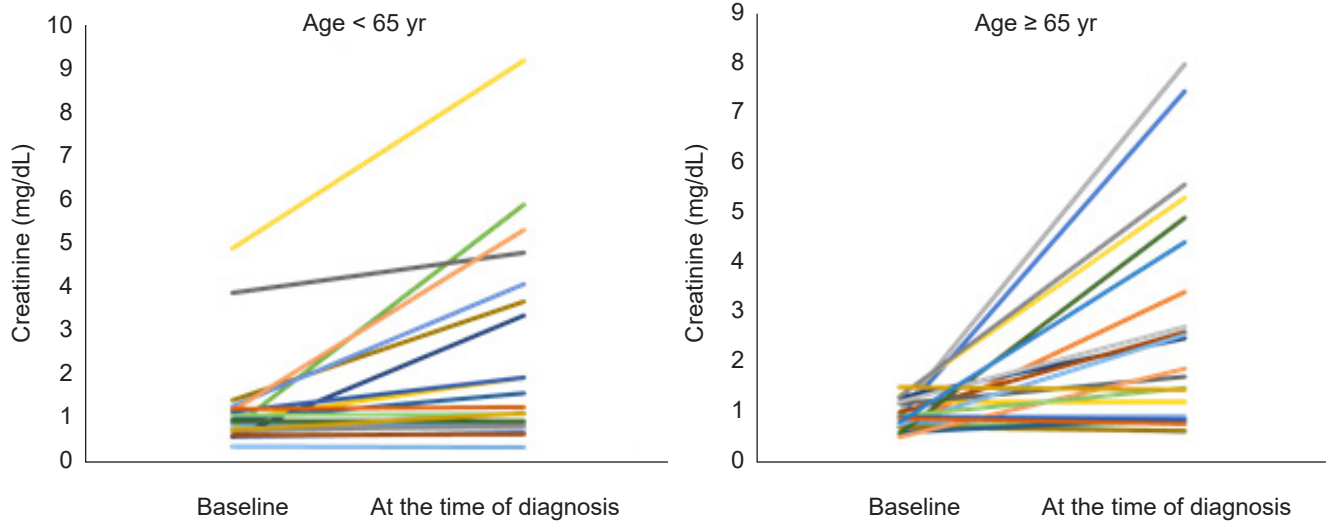 Age < 65 yr
Creatinine (mg/dL)
10
9
8
7
6
5
4
3
2
1
0
Baseline
At the time of diagnosis
Age ≥ 65 yr
Creatinine (mg/dL)
9
8
7
6
5
4
3
2
1
0
Baseline
At the time of diagnosis